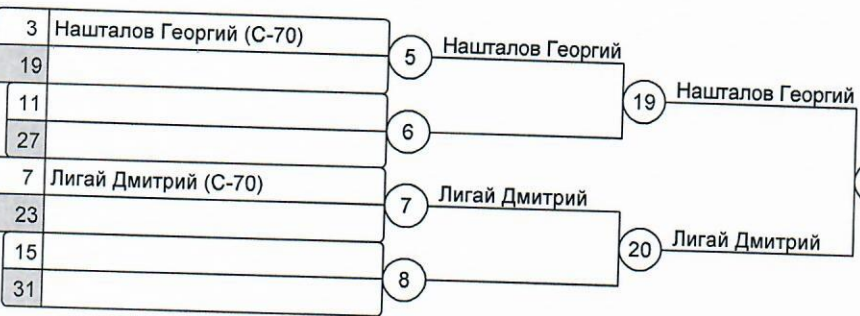 3 Нашталов Георгий (С-70)
19
11
27
7 Лигай Дмитрий (С-70)
23
15
31
5 Нашталов Георгий
6
7 Лигай Дмитрий
8
19 Нашталов Георгий
20 Лигай Дмитрий